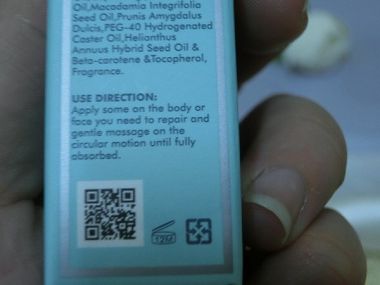 Oil,Macadamia Integrifolia
Seed Oil,Prunis Amygdalus
Dulcis,PEG-40 Hydrogenated
Caster Oil,Helianthus
Annuus Hybrid Seed Oil &
Beta-carotene &Tocopherol,
Fragrance.
USE DIRECTION:
Apply some on the body or
face you need to repair and
gentle massage on the
circular motion until fully
absorbed.
12M